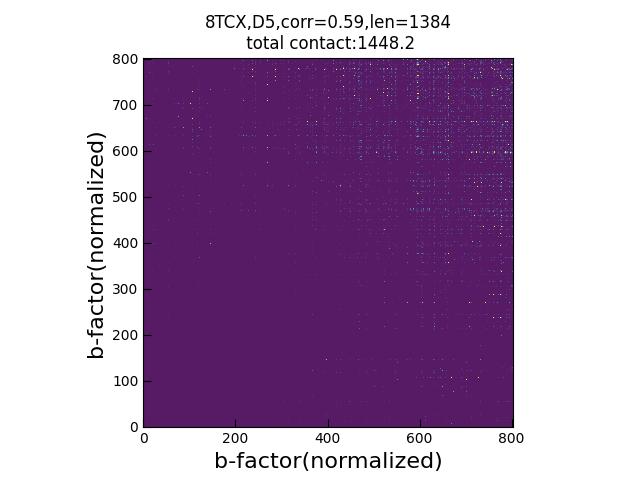 8TCX,D5,corr=0.59,len=1384
total contact:1448.2
800
700
600
500
400
300
200
100
0
b-factor(normalized)
0 200 400 600 800
b-factor(normalized)